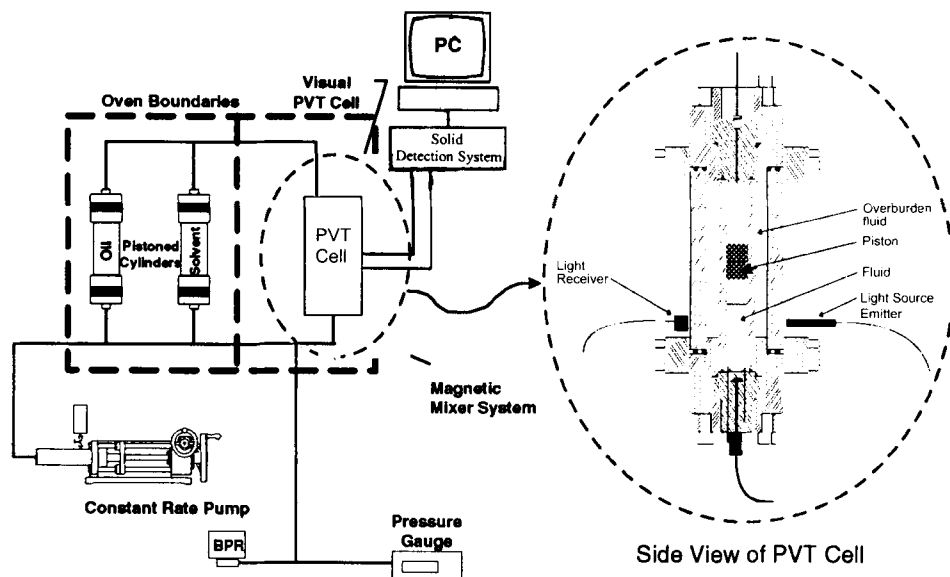 PC
Visual
PVT Cell
Oven Boundaries
Solid
Detection System
Oil
Pistoned
Cylinders
Solvent
PVT
Cell
Magnetic
Mixer System
Constant Rate Pump
BPR
Pressure
Gauge
Overburden
fluid
Piston
Fluid
Light
Receiver
Light Source
Emitter
Side View of PVT Cell